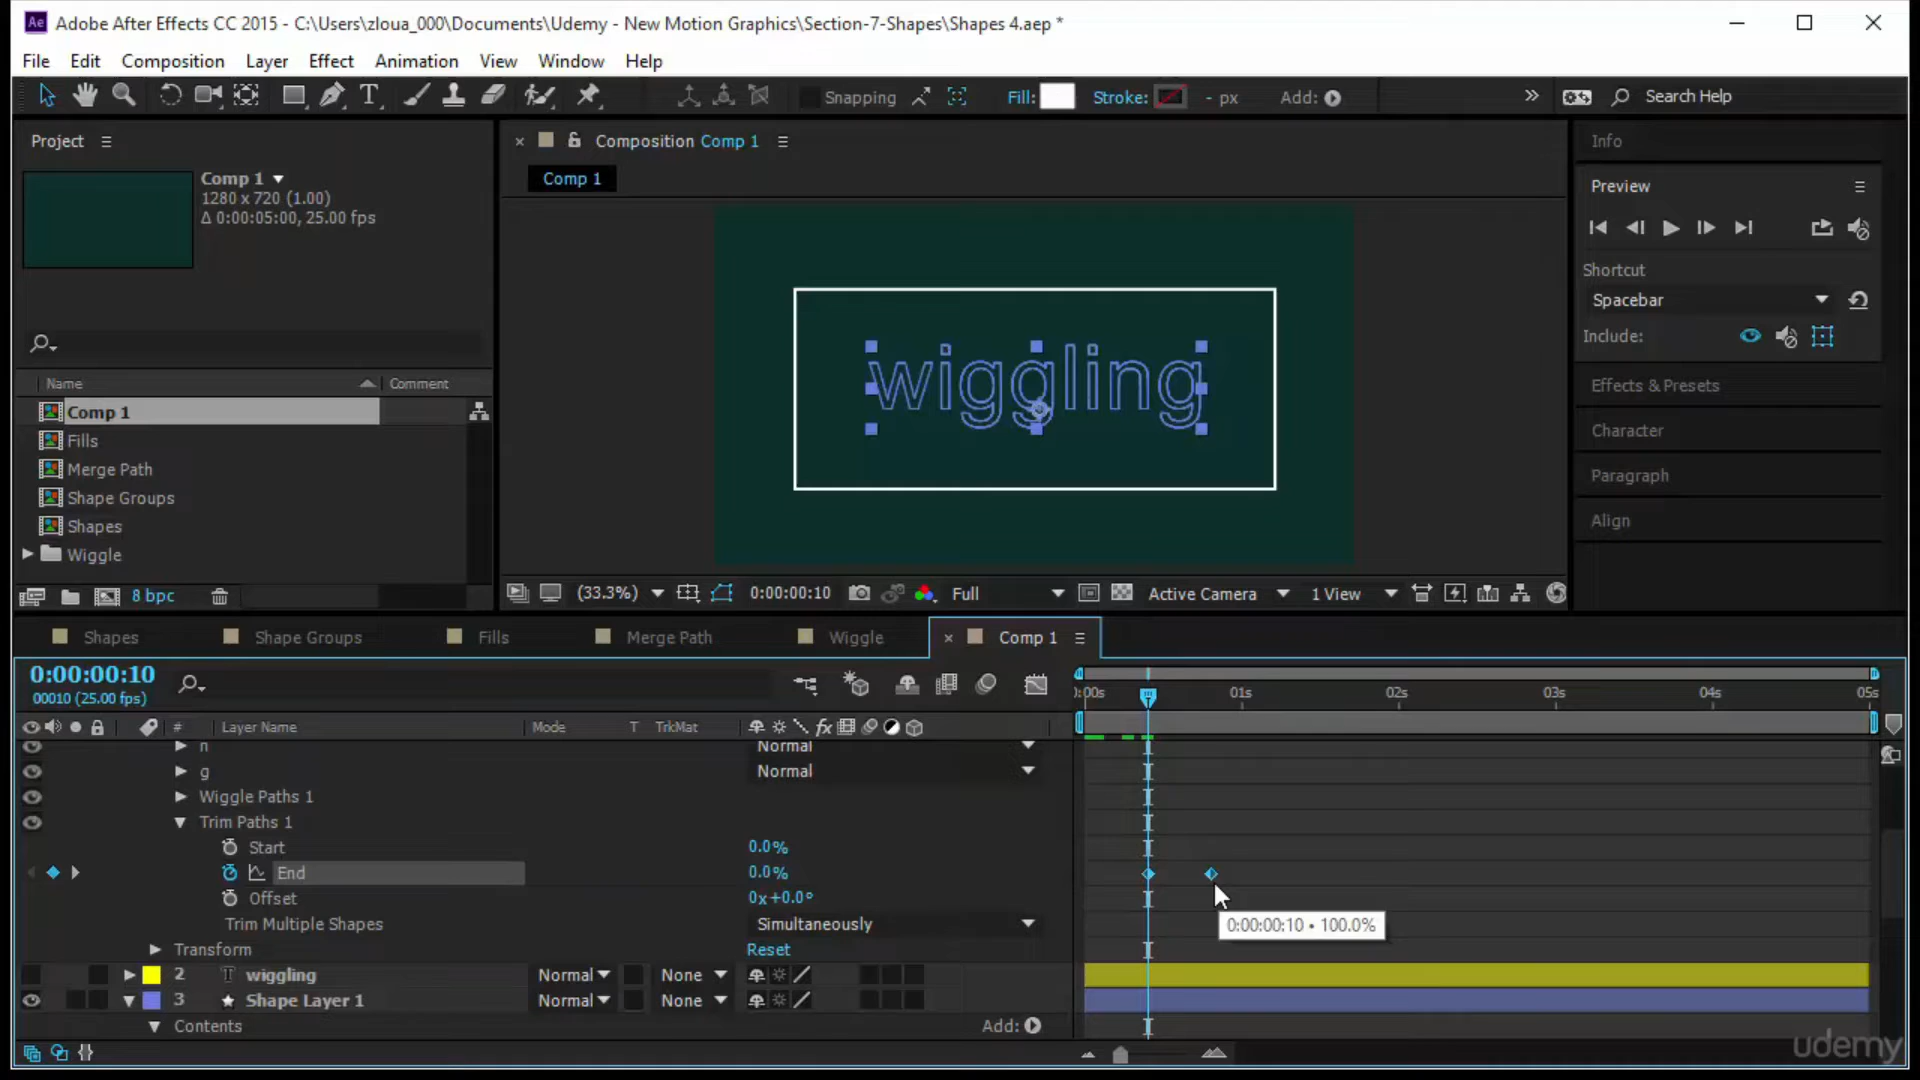 Adobe After Effects CC 2015 - C:\Users\zloua_000\Documents\Udemy - New Motion Graphics\Section-7-Shapes\Shapes 4.aep *
File Edit Composition Layer Effect Animation View Window Help
Snapping Fill: Stroke: - px Add: Search Help
Project
Comp 1
1280 x 720 (1.00)
Δ 0:00:05:00, 25.00 fps
Name Comment
Comp 1
Fills
Merge Path
Shape Groups
Shapes
Wiggle
8 bpc
Composition Comp 1
Comp 1
wiggling
(33.3%) 0:00:00:10 Full Active Camera 1 View
Info
Preview
Shortcut
Spacebar
Include:
Effects & Presets
Character
Paragraph
Align
Shapes Shape Groups Fills Merge Path Wiggle Comp 1
0:00:00:10
00010 (25.00 fps)
:00s 01s 02s 03s 04s 05s
# Layer Name Mode T TrkMat
n Normal
g Normal
Wiggle Paths 1
Trim Paths 1
Start 0.0%
End 0.0%
Offset 0x+0.0°
0:00:00:10 • 100.0%
Trim Multiple Shapes Simultaneously
Transform Reset
2 T wiggling Normal None
3 Shape Layer 1 Normal None
Contents Add:
udemy